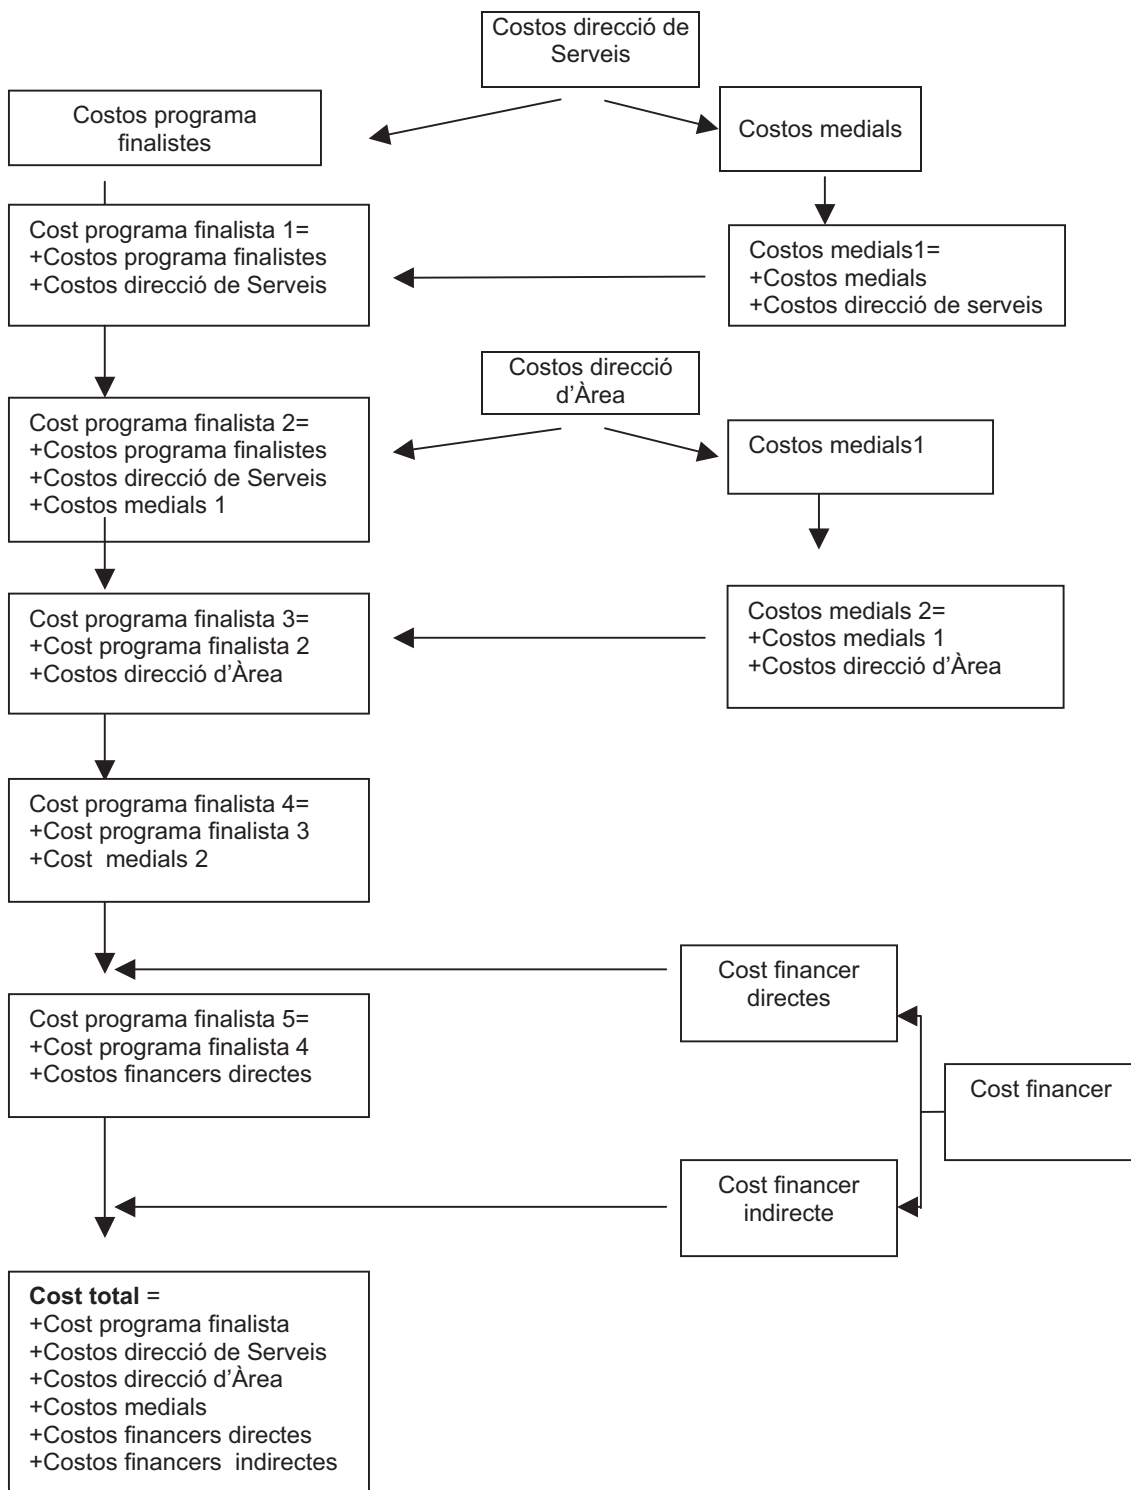 Costos direcció de
Serveis
Costos programa
finalistes
Costos medials
Cost programa finalista 1=
+Costos programa finalistes
+Costos direcció de Serveis
Costos medials1=
+Costos medials
+Costos direcció de serveis
Costos direcció
d'Àrea
Cost programa finalista 2=
+Costos programa finalistes
+Costos direcció de Serveis
+Costos medials 1
Costos medials1
Cost programa finalista 3=
+Cost programa finalista 2
+Costos direcció d'Àrea
Costos medials 2=
+Costos medials 1
+Costos direcció d'Àrea
Cost programa finalista 4=
+Cost programa finalista 3
+Cost  medials 2
Cost financer
directes
Cost programa finalista 5=
+Cost programa finalista 4
+Costos financers directes
Cost financer
Cost financer
indirecte
Cost total =
+Cost programa finalista
+Costos direcció de Serveis
+Costos direcció d'Àrea
+Costos medials
+Costos financers directes
+Costos financers  indirectes